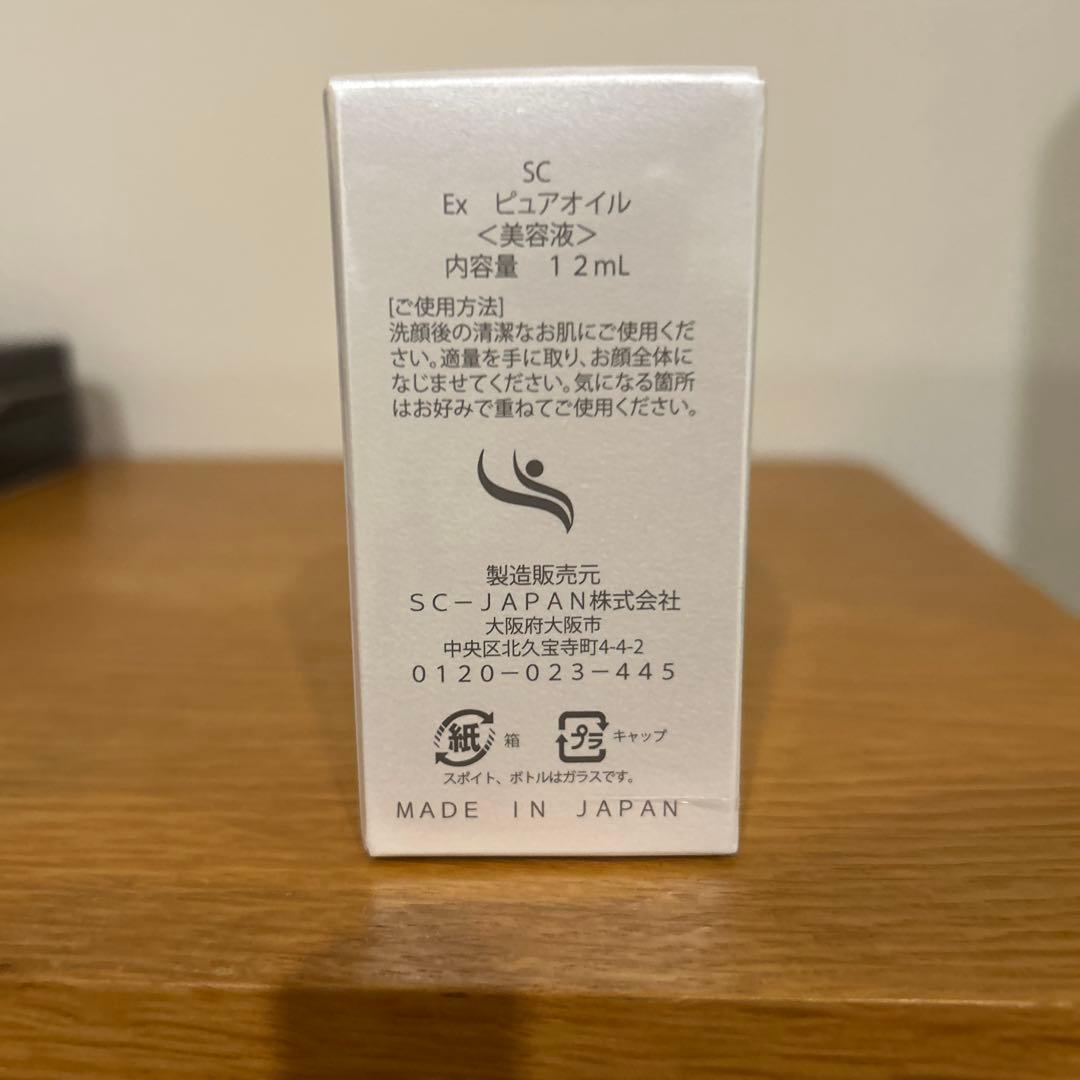 SC
Ex　ピュアオイル
＜美容液＞
内容量　１２mL
[ご使用方法]
洗顔後の清潔なお肌にご使用くだ
さい。適量を手に取り、お顔全体に
なじませてください。気になる箇所
はお好みで重ねてご使用ください。
製造販売元
ＳＣ－ＪＡＰＡＮ株式会社
大阪府大阪市
中央区北久宝寺町4-4-2
０１２０－０２３－４４５
紙 箱 プラ キャップ
スポイト、ボトルはガラスです。
ＭＡＤＥ　ＩＮ　ＪＡＰＡＮ